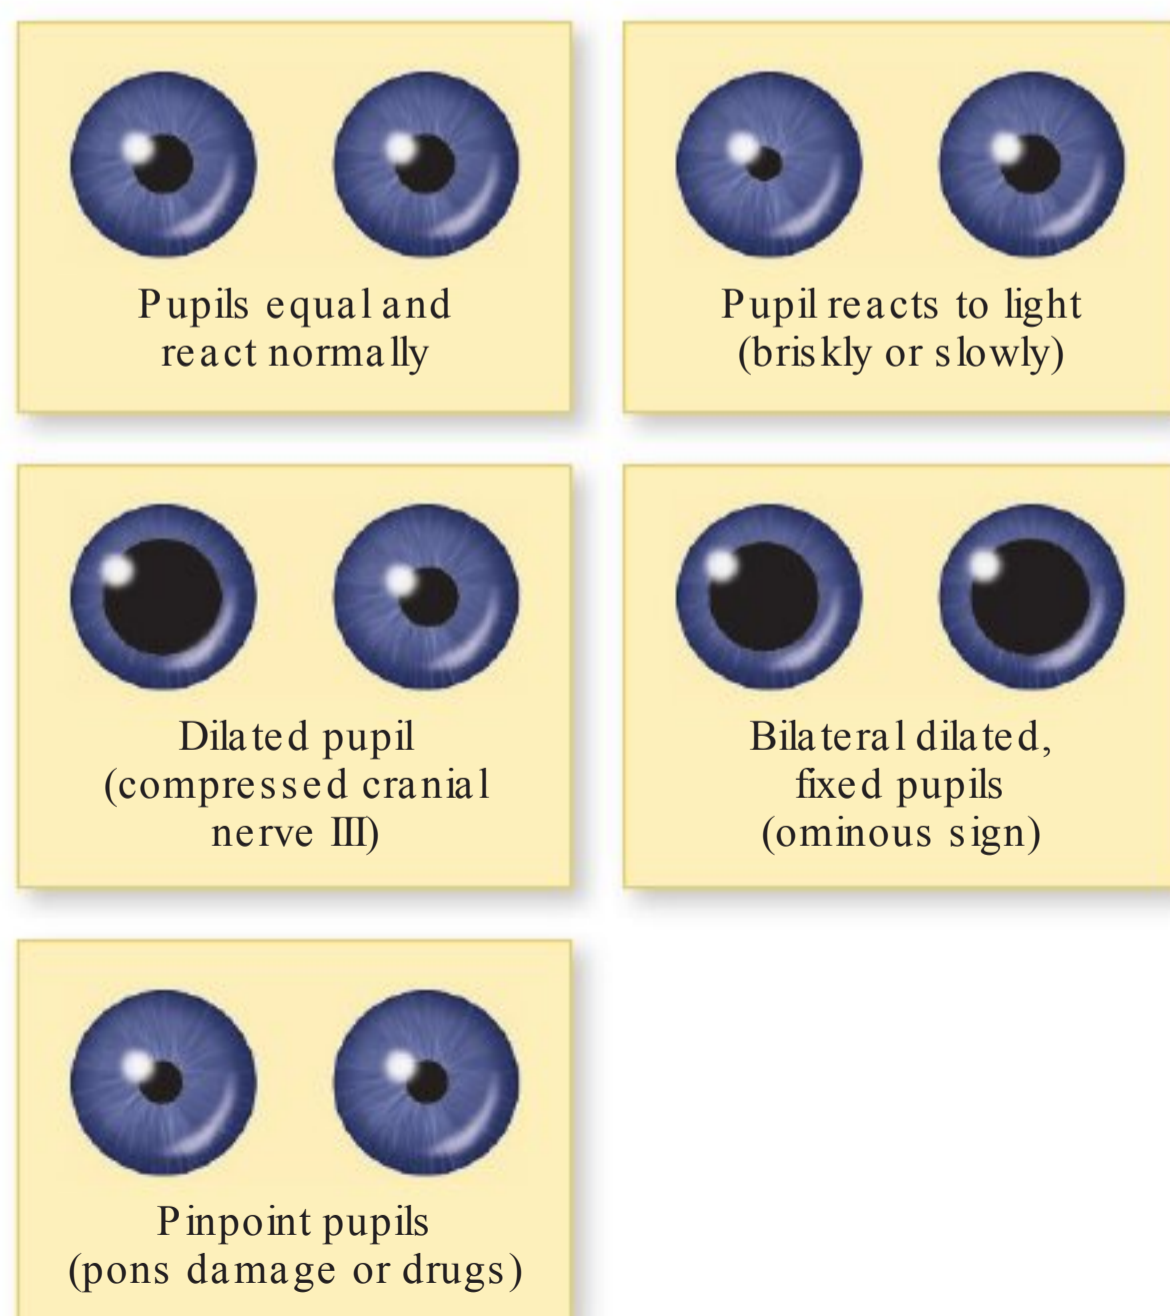 Pupils equal and
react normally
Pupil reacts to light
(briskly or slowly)
Dilated pupil
(compressed cranial
nerve III)
Bilateral dilated,
fixed pupils
(ominous sign)
Pinpoint pupils
(pons damage or drugs)